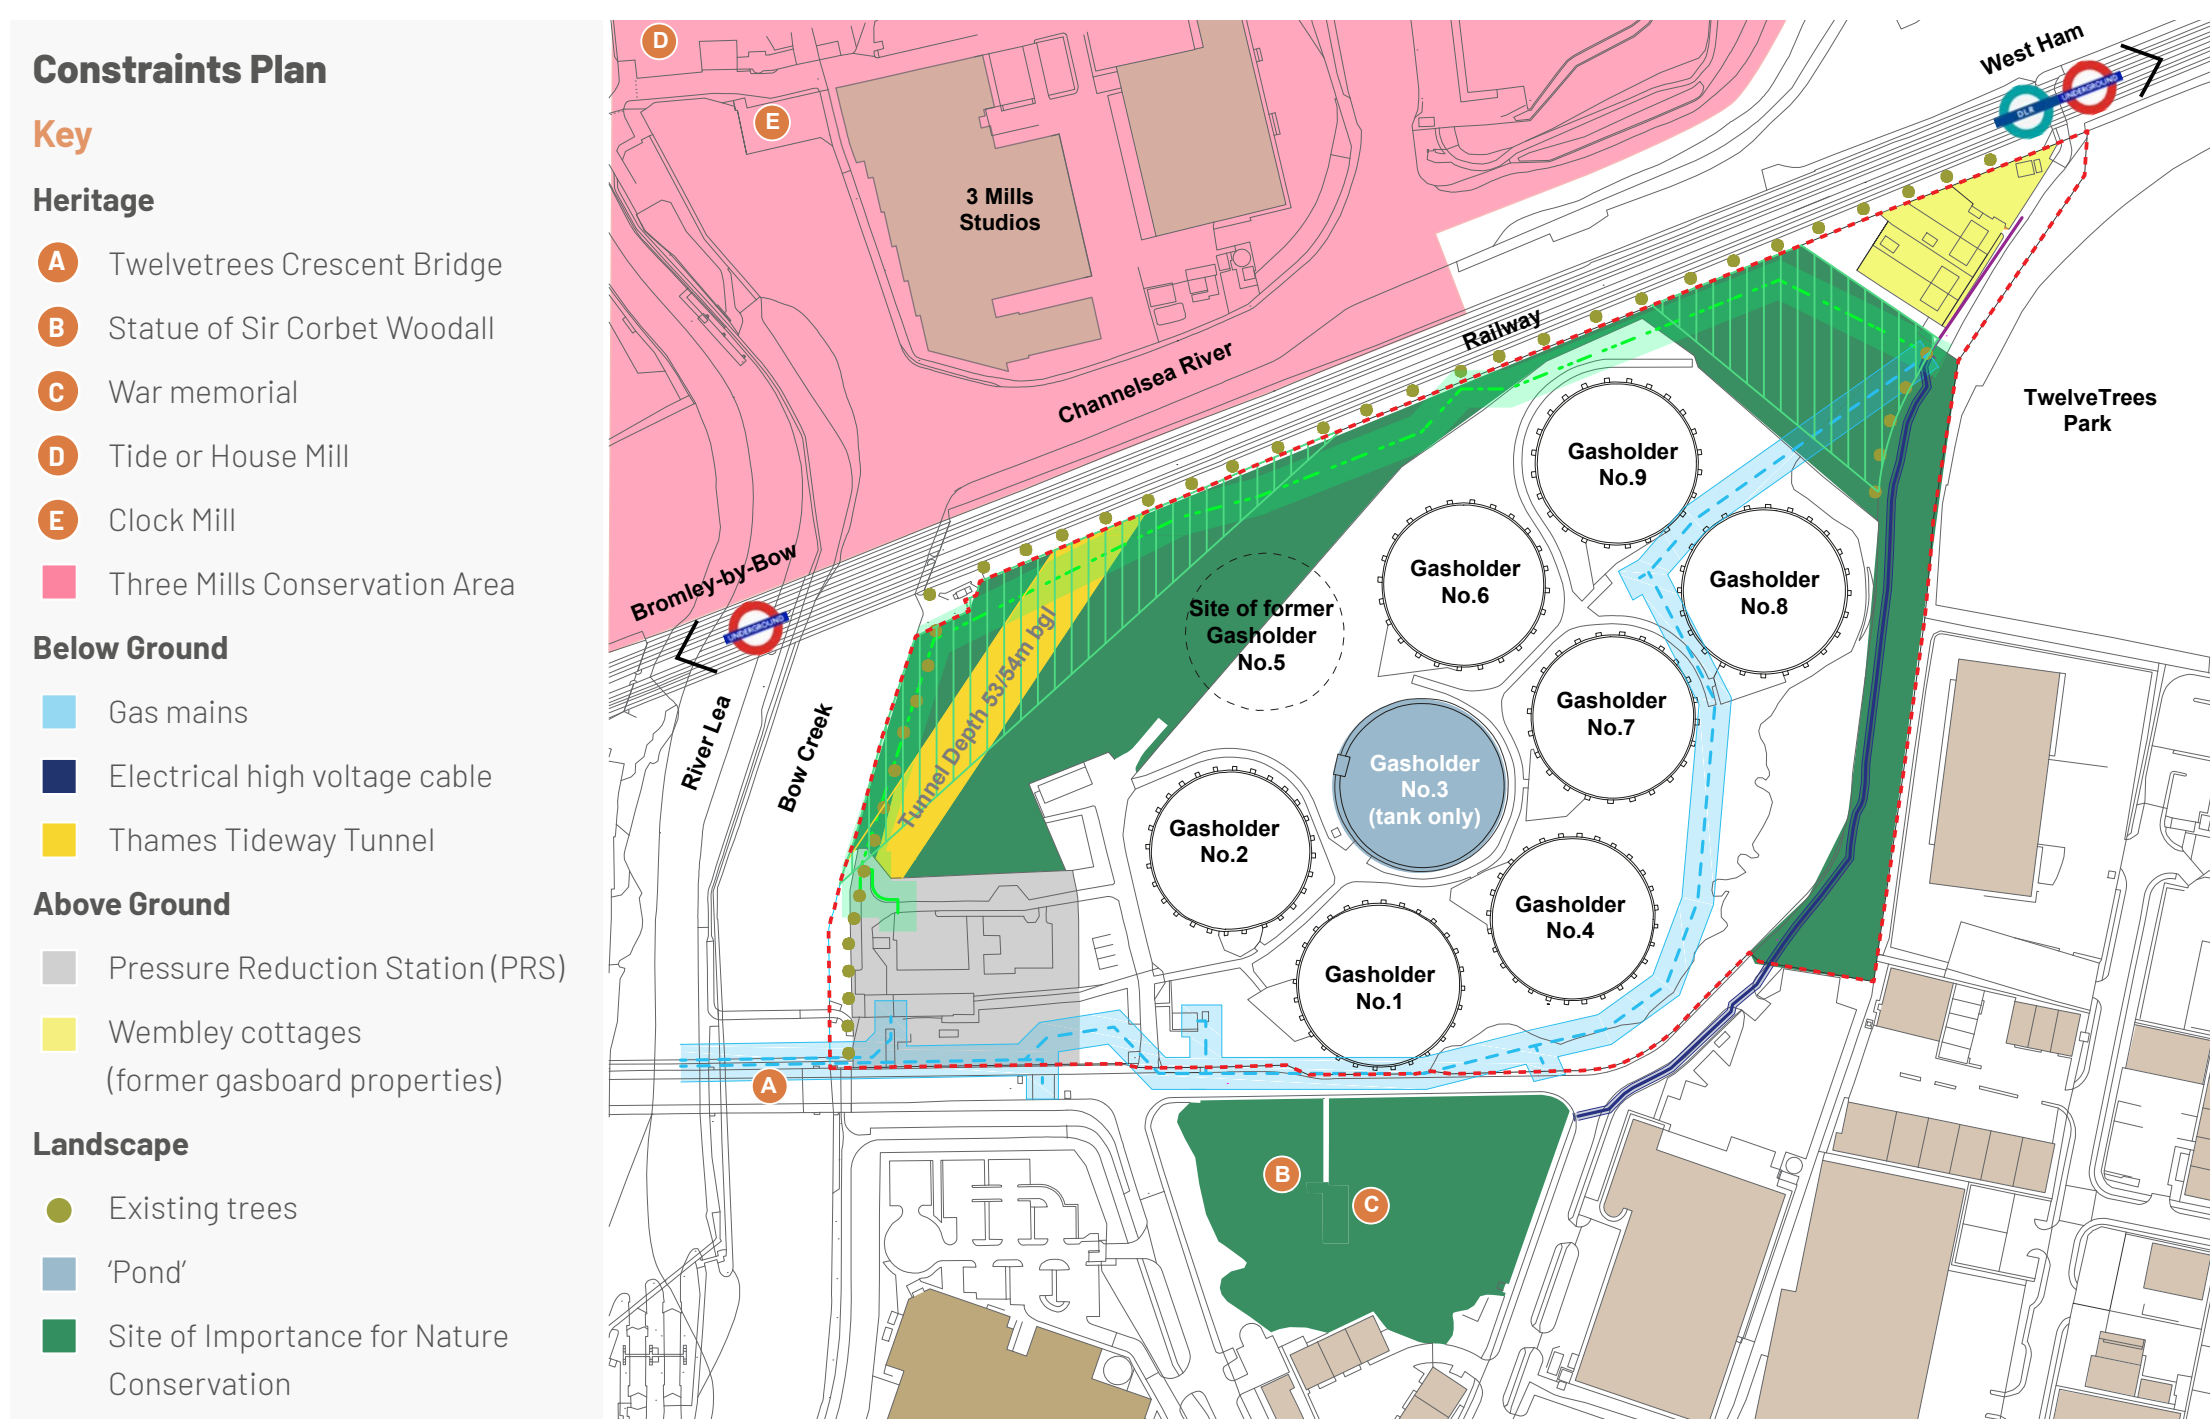 Constraints Plan
Key
Heritage
A Twelvetrees Crescent Bridge
B Statue of Sir Corbet Woodall
C War memorial
D Tide or House Mill
E Clock Mill
Three Mills Conservation Area
Below Ground
Gas mains
Electrical high voltage cable
Thames Tideway Tunnel
Above Ground
Pressure Reduction Station (PRS)
Wembley cottages
(former gasboard properties)
Landscape
Existing trees
‘Pond’
Site of Importance for Nature
Conservation
D
E
3 Mills
Studios
West Ham
DLR
UNDERGROUND
Railway
Channelsea River
TwelveTrees
Park
Bromley-by-Bow
UNDERGROUND
River Lea
Bow Creek
Tunnel Depth 53/54m bgl
Gasholder
No.9
Gasholder
No.6
Gasholder
No.8
Site of former
Gasholder
No.5
Gasholder
No.7
Gasholder
No.3
(tank only)
Gasholder
No.2
Gasholder
No.4
Gasholder
No.1
A
B
C